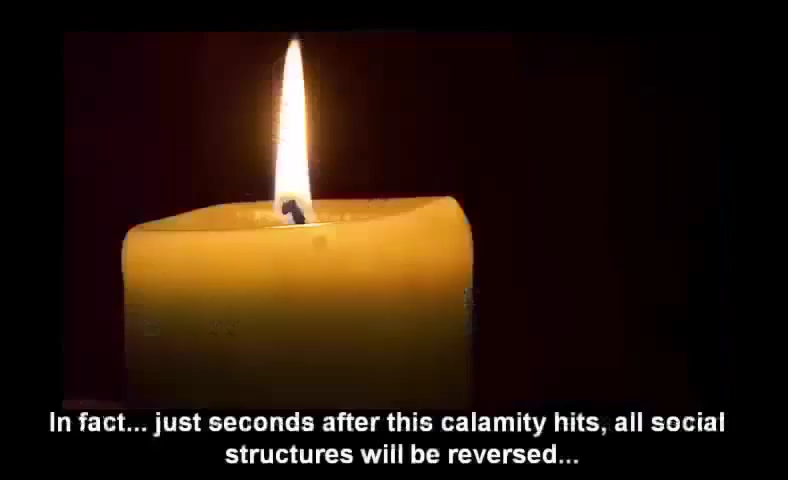 In fact... just seconds after this calamity hits, all social
structures will be reversed...